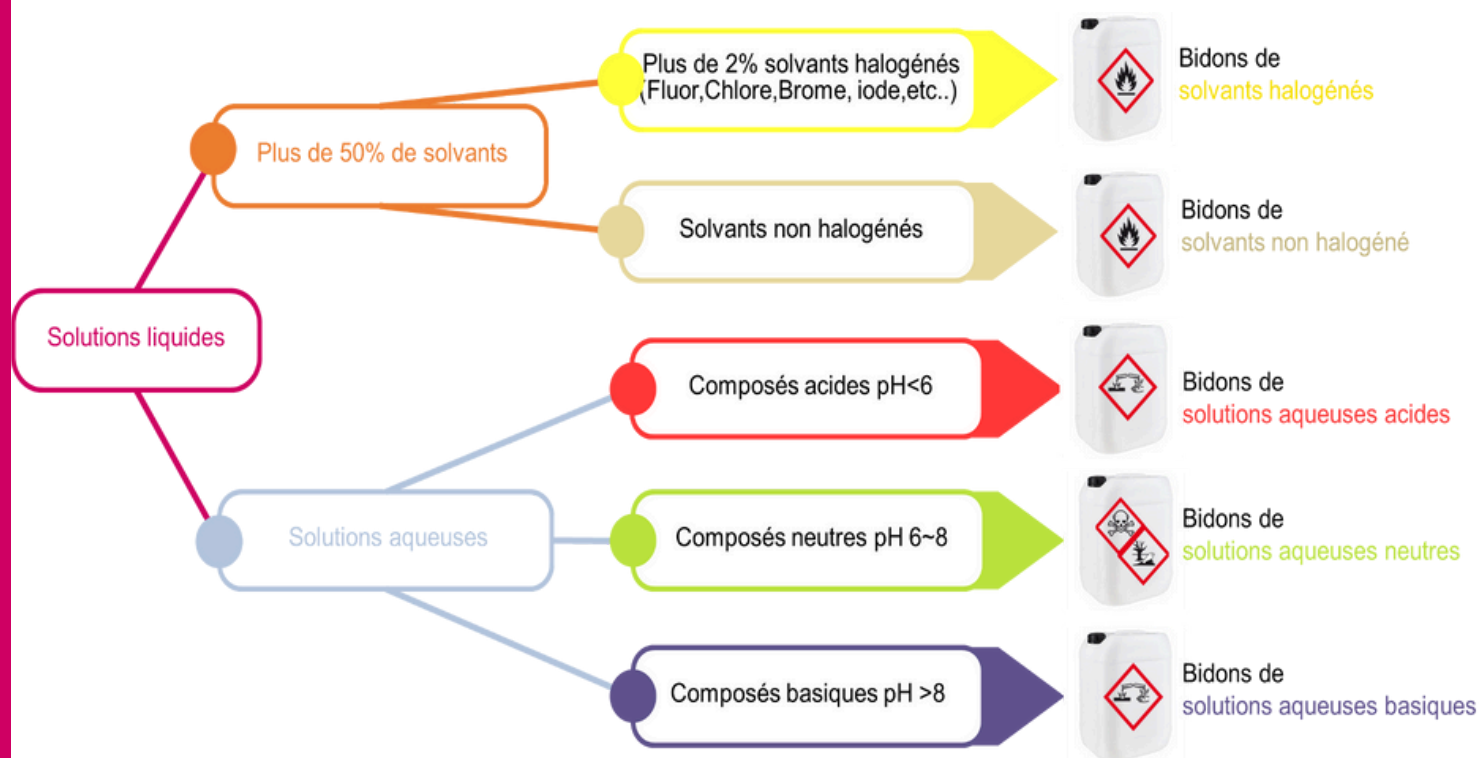 Plus de 2% solvants halogénés
(Fluor,Chlore,Brome, iode,etc..)
Bidons de
solvants halogénés
Plus de 50% de solvants
Solvants non halogénés
Bidons de
solvants non halogéné
Solutions liquides
Composés acides pH<6
Bidons de
solutions aqueuses acides
Solutions aqueuses
Composés neutres pH 6~8
Bidons de
solutions aqueuses neutres
Composés basiques pH >8
Bidons de
solutions aqueuses basiques